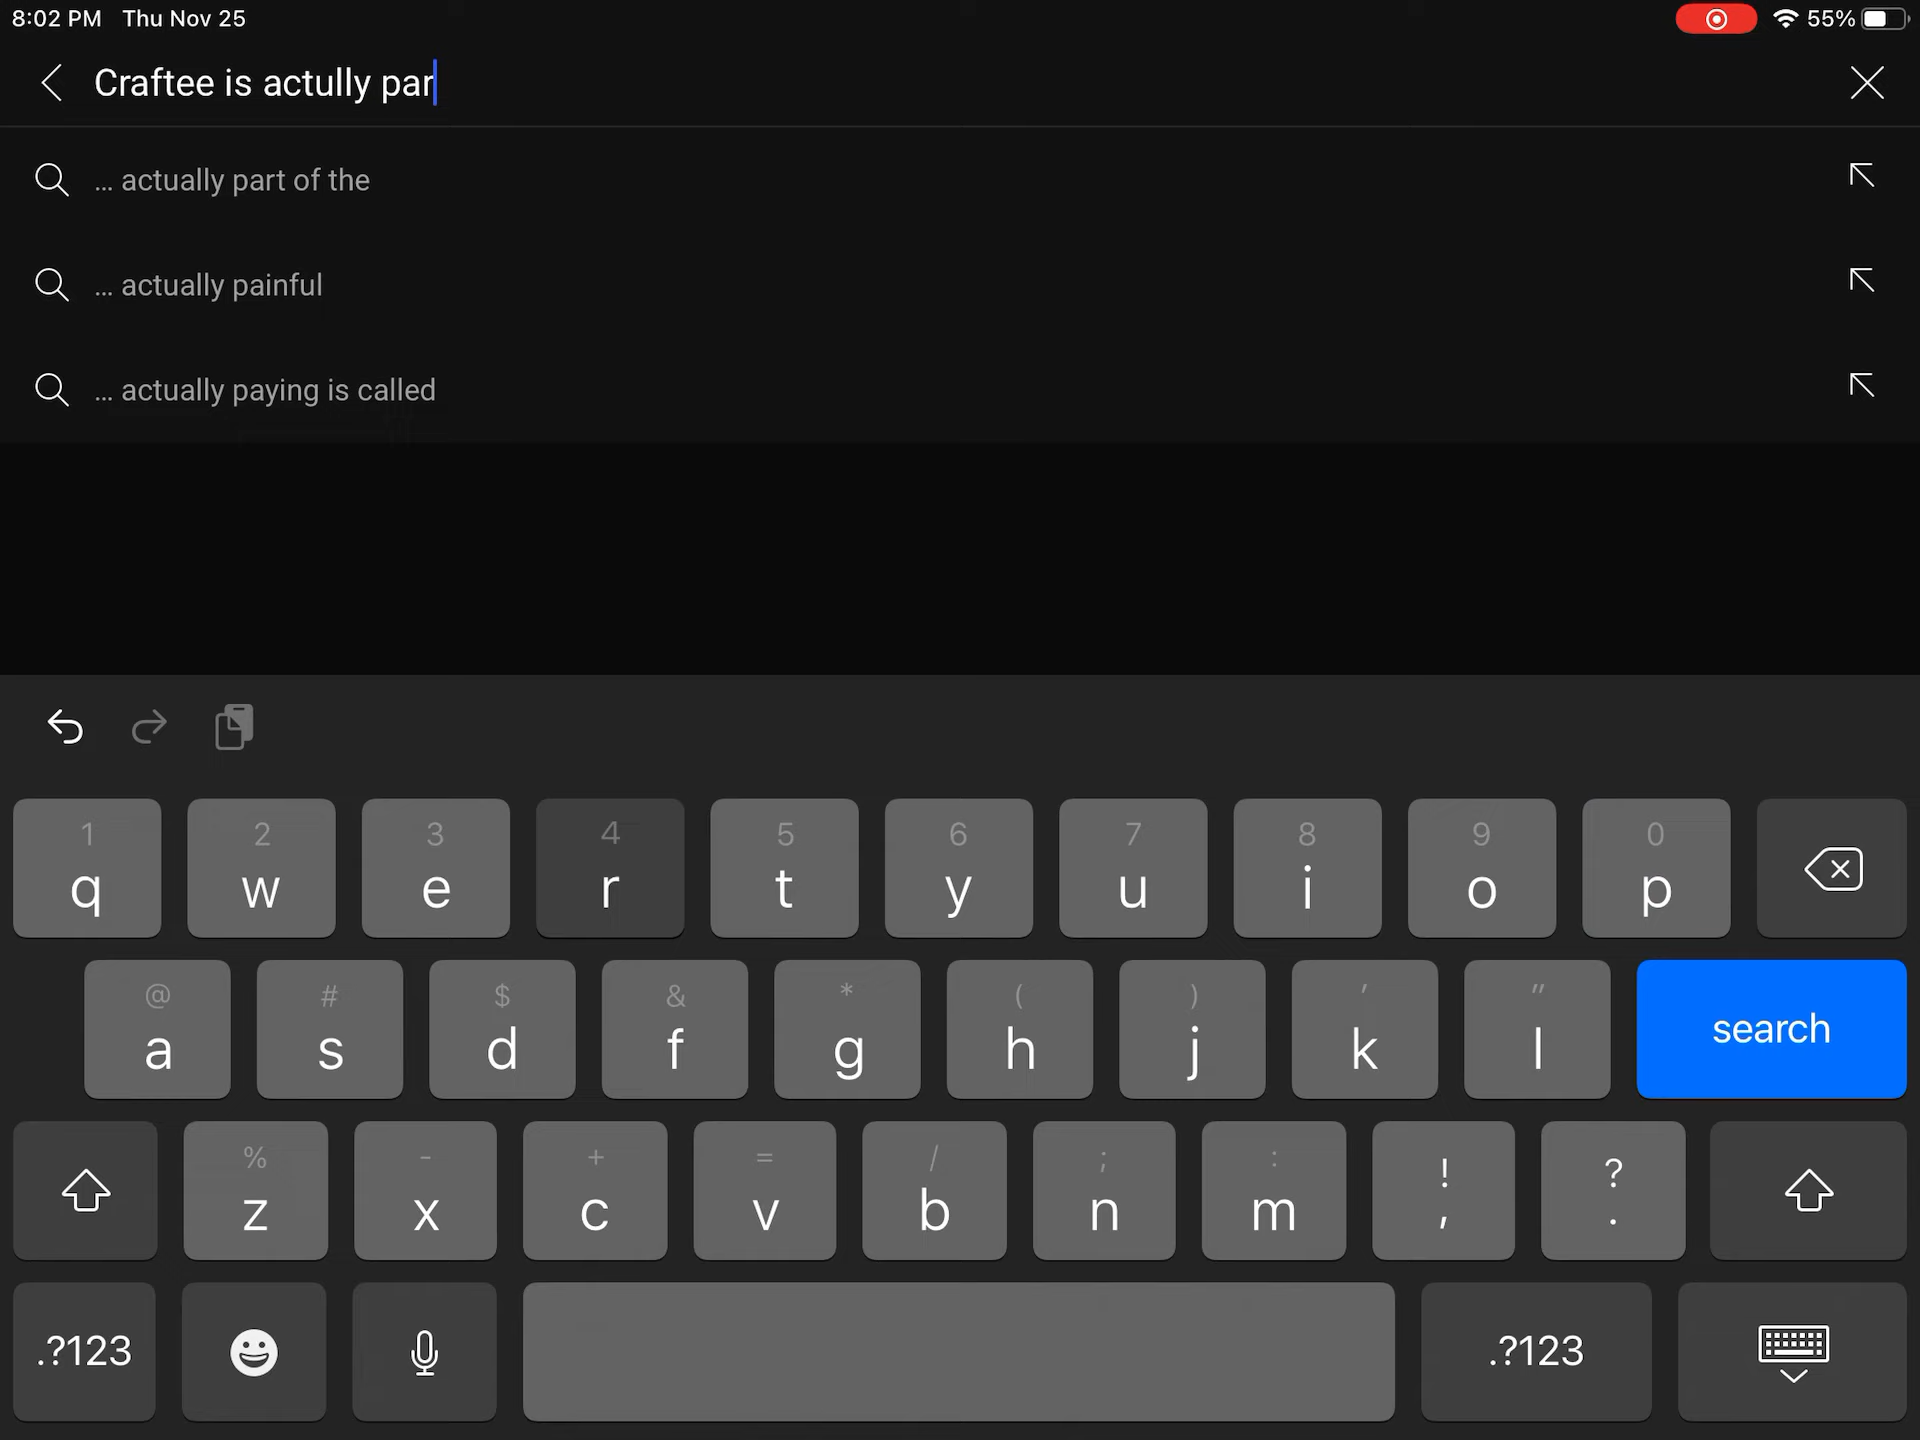 8:02 PM Thu Nov 25 55%
Craftee is actully par
... actually part of the
... actually painful
... actually paying is called
1 2 3 4 5 6 7 8 9 0
q w e r t y u i o p
@ # $ & * ( ) ' "
a s d f g h j k l search
% - + = / ; : ! ?
z x c v b n m , .
.?123 .?123